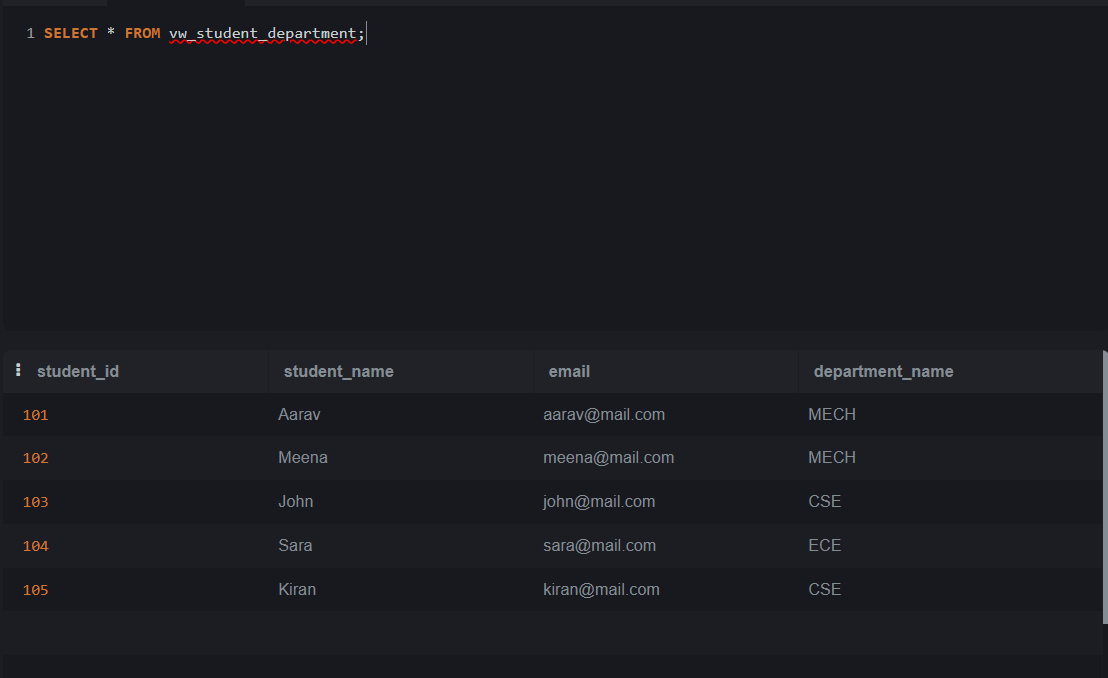 1 SELECT * FROM vw_student_department;
student_id student_name email department_name
101 Aarav aarav@mail.com MECH
102 Meena meena@mail.com MECH
103 John john@mail.com CSE
104 Sara sara@mail.com ECE
105 Kiran kiran@mail.com CSE